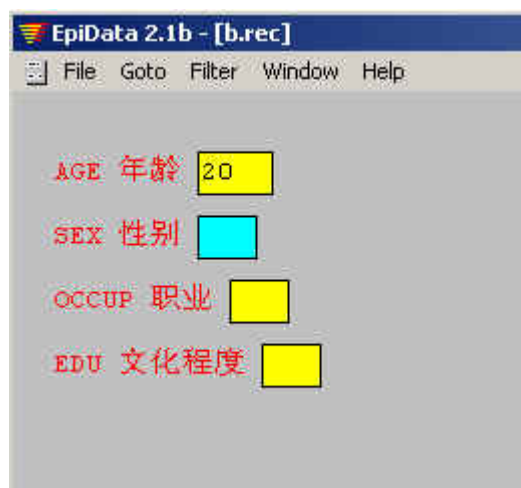 EpiData 2.1b - [b.rec]
File Goto Filter Window Help
AGE 年龄 20
SEX 性别
OCCUP 职业
EDU 文化程度